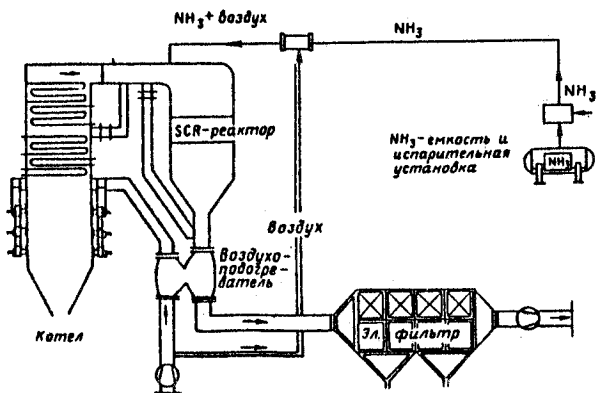 NH₃+ воздух
NH₃
NH₃
SCR-реактор
NH₃-емкость и
испарительная
установка
NH₃
воздух
Воздухо-
подогре-
ватель
Котел
Эл. фильтр